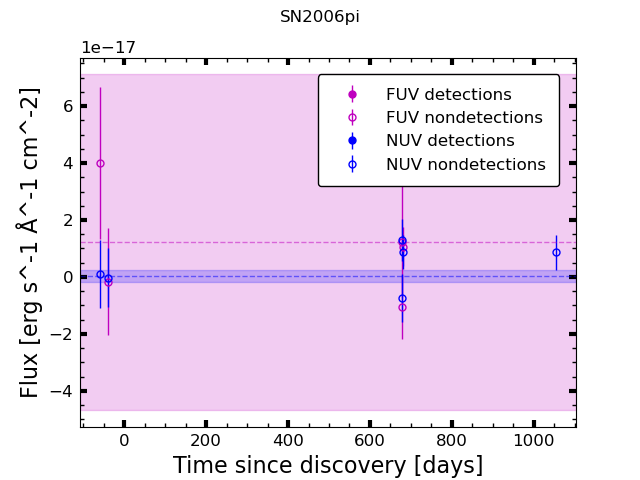 SN2006pi
1e−17
FUV detections
FUV nondetections
NUV detections
NUV nondetections
6
4
2
0
−2
−4
Flux [erg s^-1 Å^-1 cm^-2]
0 200 400 600 800 1000
Time since discovery [days]